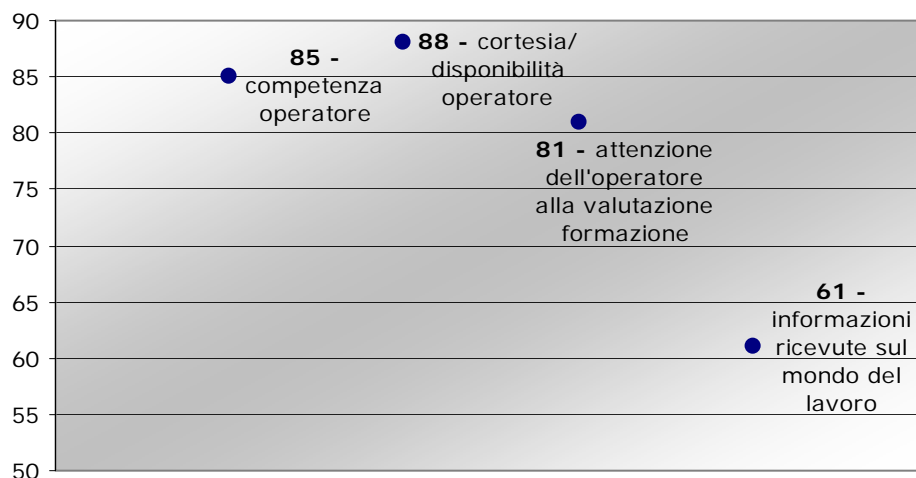 90
85
80
75
70
65
60
55
50
85 -
competenza
operatore
88 - cortesia/
disponibilità
operatore
81 - attenzione
dell'operatore
alla valutazione
formazione
61 -
informazioni
ricevute sul
mondo del
lavoro